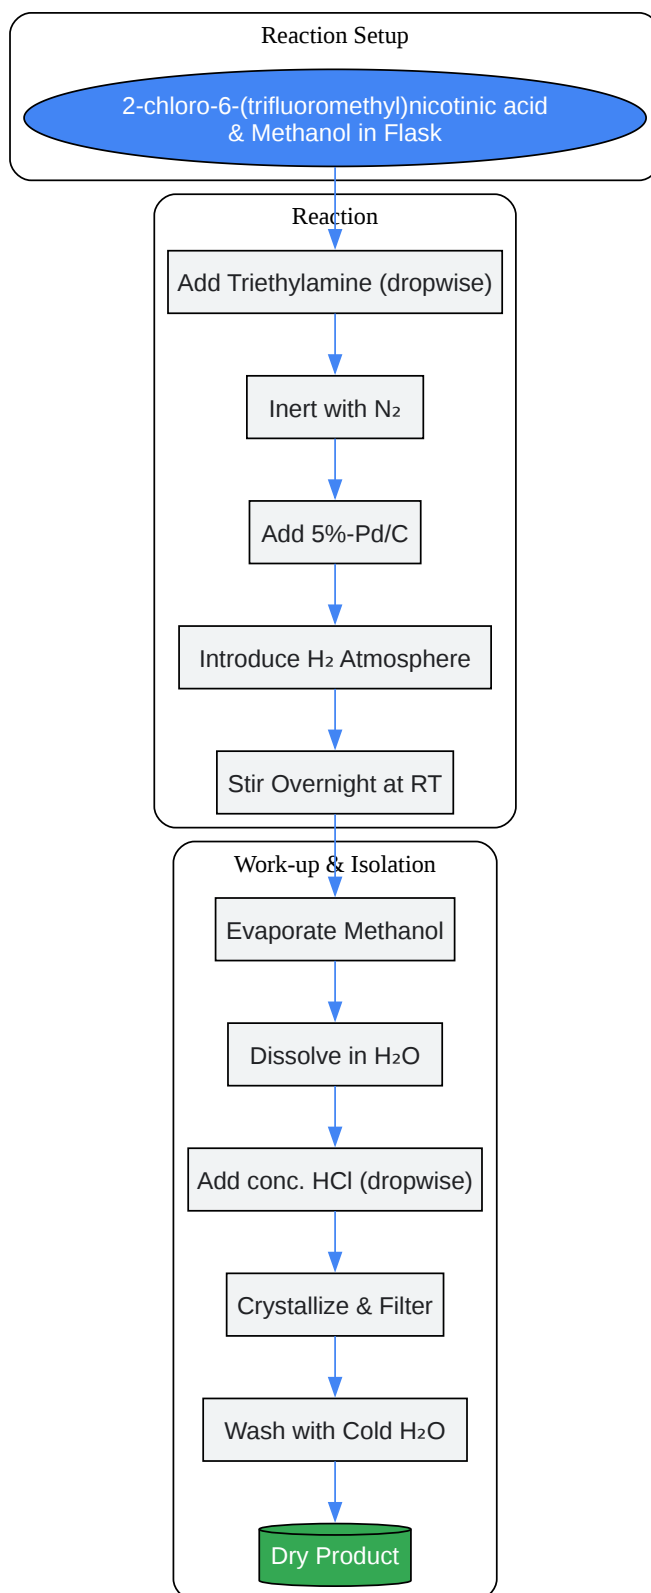 Reaction Setup
2-chloro-6-(trifluoromethyl)nicotinic acid
& Methanol in Flask
Reaction
Add Triethylamine (dropwise)
Inert with N₂
Add 5%-Pd/C
Introduce H₂ Atmosphere
Stir Overnight at RT
Work-up & Isolation
Evaporate Methanol
Dissolve in H₂O
Add conc. HCl (dropwise)
Crystallize & Filter
Wash with Cold H₂O
Dry Product